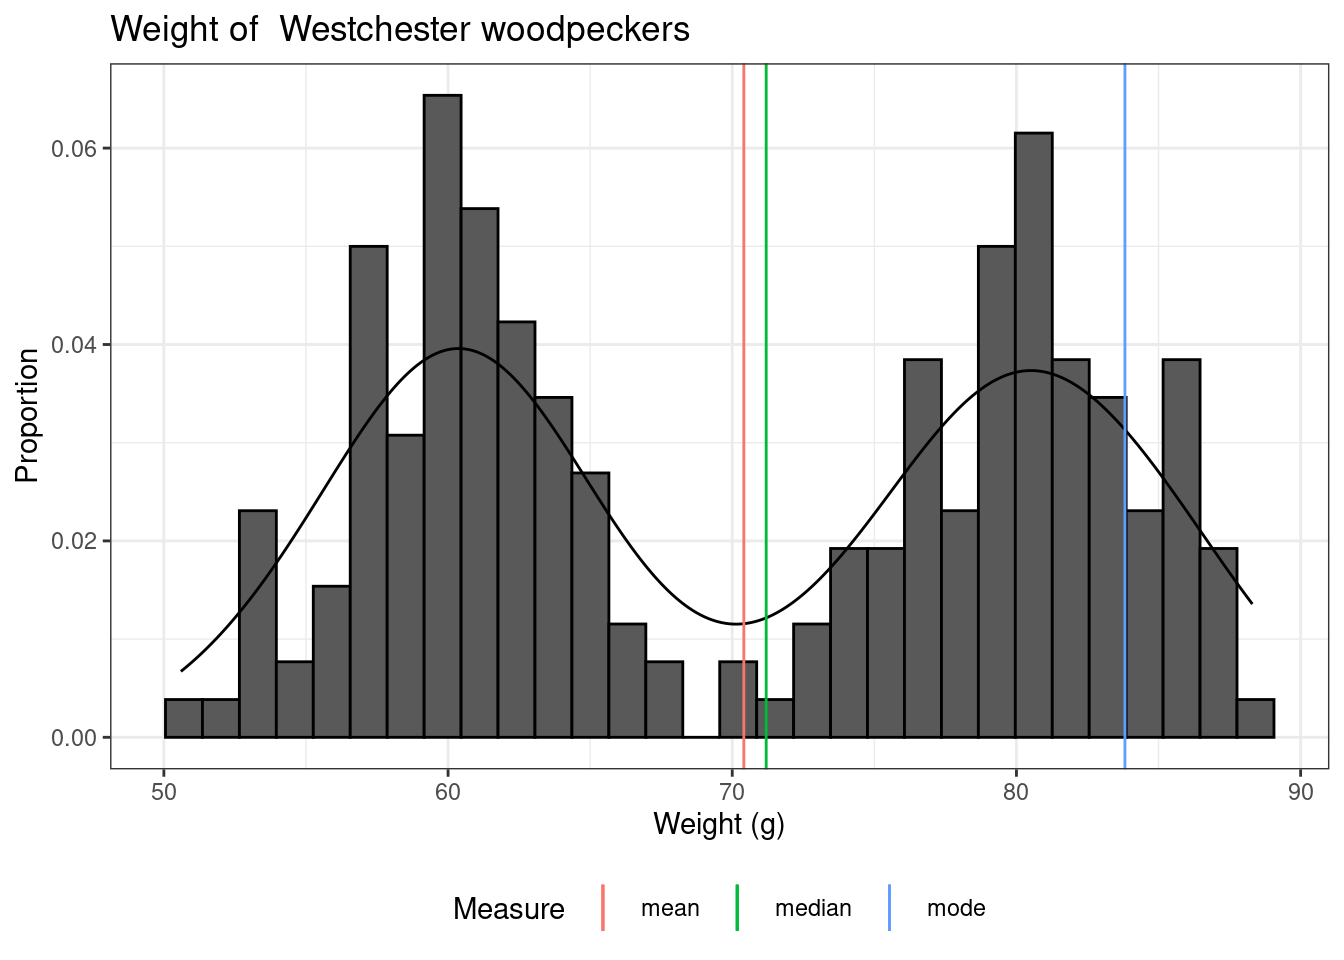 Weight of  Westchester woodpeckers
Proportion
0.06
0.04
0.02
0.00
50 60 70 80 90
Weight (g)
Measure mean median mode